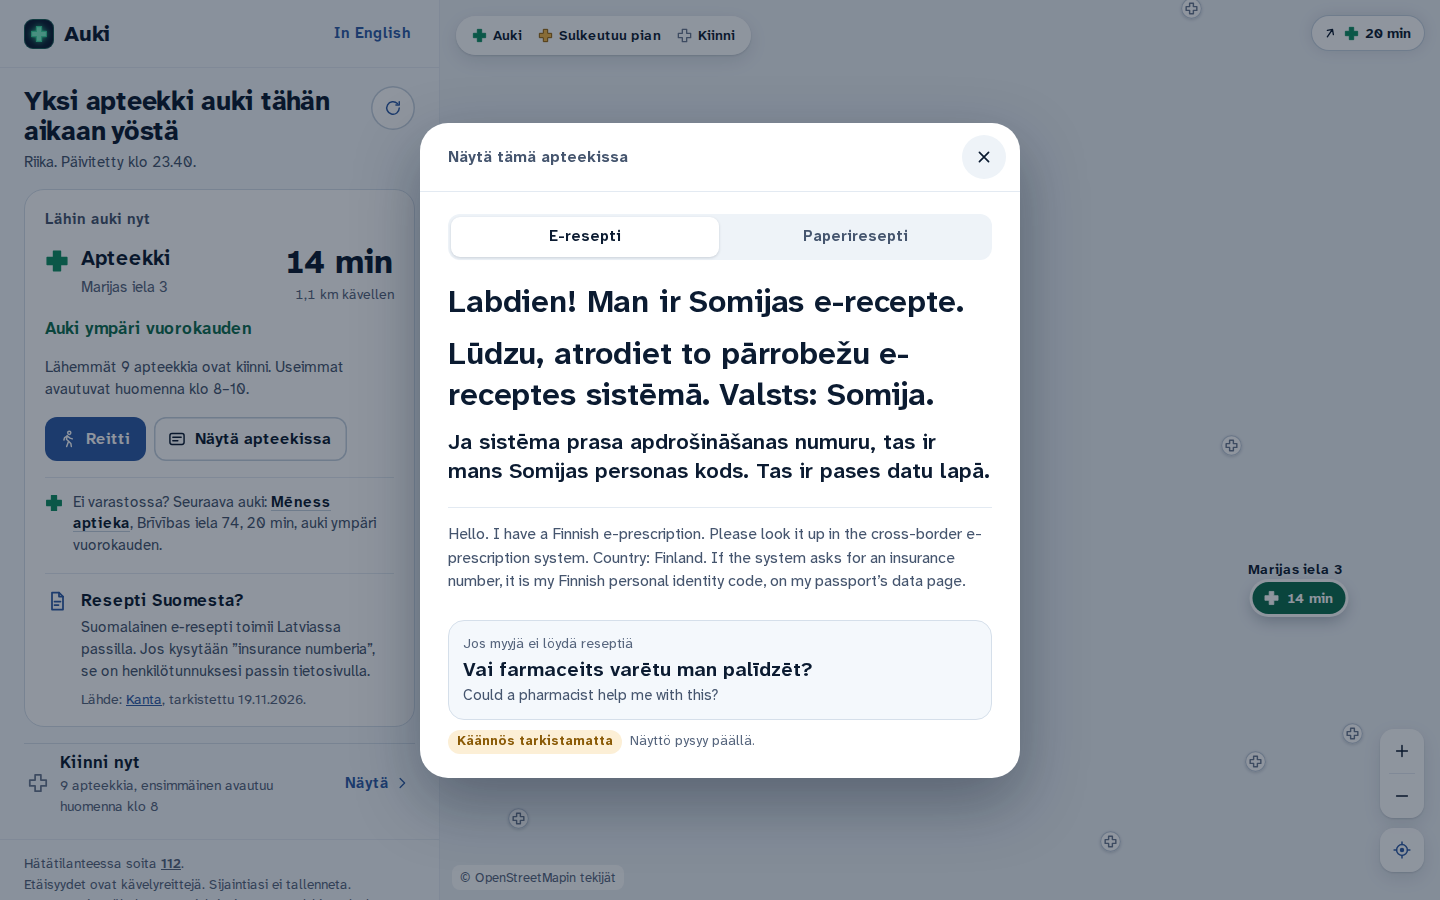 Auki
In English
Yksi apteekki auki tähän
aikaan yöstä
Riika. Päivitetty klo 23.40.
Lähin auki nyt
Apteekki
14 min
Marijas iela 3
1,1 km kävellen
Auki ympäri vuorokauden
Lähemmät 9 apteekkia ovat kiinni. Useimmat
avautuvat huomenna klo 8–10.
Reitti
Näytä apteekissa
Ei varastossa? Seuraava auki: Mēness
aptieka, Brīvības iela 74, 20 min, auki ympäri
vuorokauden.
Resepti Suomesta?
Suomalainen e-resepti toimii Latviassa
passilla. Jos kysytään ”insurance numberia”,
se on henkilötunnuksesi passin tietosivulla.
Lähde: Kanta, tarkistettu 19.11.2026.
Kiinni nyt
9 apteekkia, ensimmäinen avautuu
huomenna klo 8
Näytä
Hätätilanteessa soita 112.
Etäisyydet ovat kävelyreittejä. Sijaintiasi ei tallenneta.
Auki
Sulkeutuu pian
Kiinni
20 min
Näytä tämä apteekissa
E-resepti
Paperiresepti
Labdien! Man ir Somijas e-recepte.
Lūdzu, atrodiet to pārrobežu e-
receptes sistēmā. Valsts: Somija.
Ja sistēma prasa apdrošināšanas numuru, tas ir
mans Somijas personas kods. Tas ir pases datu lapā.
Hello. I have a Finnish e-prescription. Please look it up in the cross-border e-
prescription system. Country: Finland. If the system asks for an insurance
number, it is my Finnish personal identity code, on my passport’s data page.
Jos myyjä ei löydä reseptiä
Vai farmaceits varētu man palīdzēt?
Could a pharmacist help me with this?
Käännös tarkistamatta
Näyttö pysyy päällä.
Marijas iela 3
14 min
© OpenStreetMapin tekijät